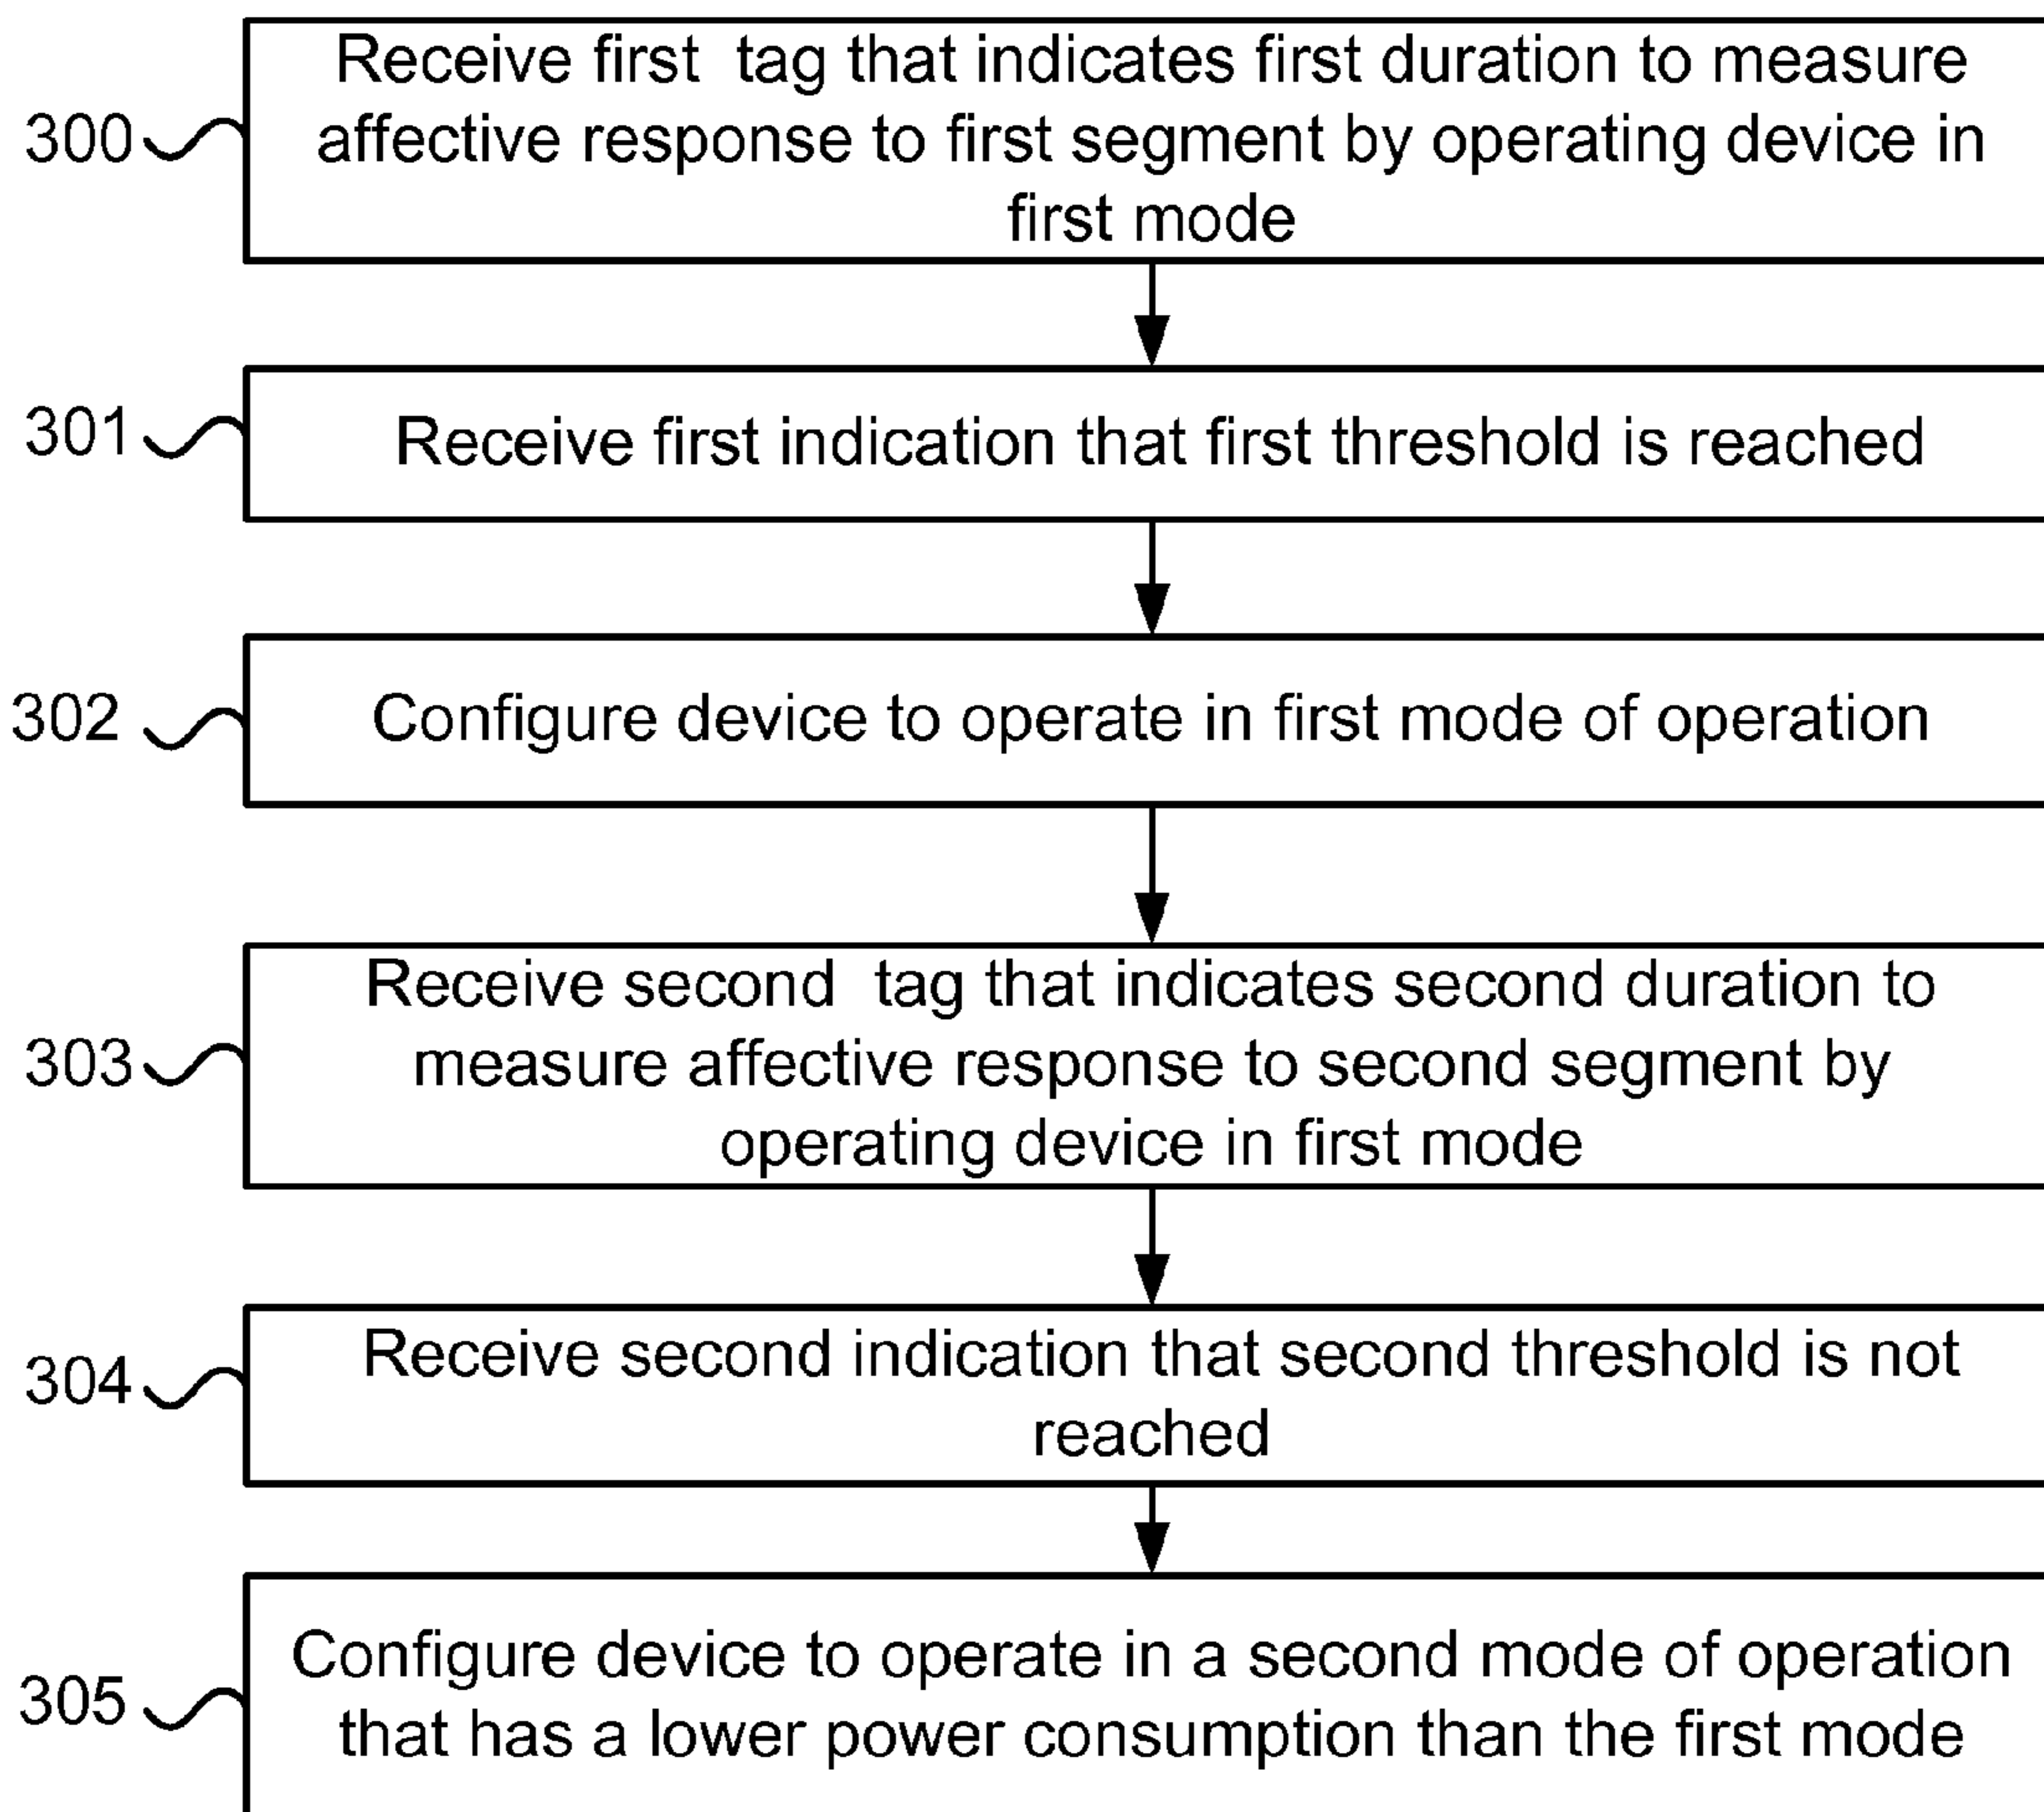 Receive first tag that indicates first duration to measure
300
affective response to first segment by operating device in
first mode
301
Receive first indication that first threshold is reached
302
Configure device to operate in first mode of operation
Receive second tag that indicates second duration to
303
measure affective response to second segment by
operating device in first mode
Receive second indication that second threshold is not
304
reached
Configure device to operate in a second mode of operation
305
that has a lower power consumption than the first mode